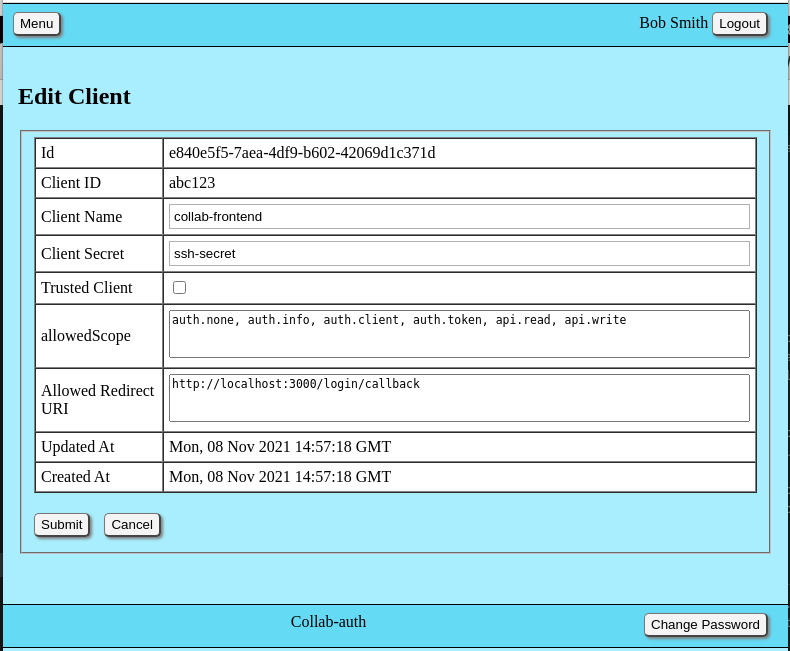 Menu Bob Smith Logout
Edit Client
Id e840e5f5-7aea-4df9-b602-42069d1c371d
Client ID abc123
Client Name collab-frontend
Client Secret ssh-secret
Trusted Client
allowedScope auth.none, auth.info, auth.client, auth.token, api.read, api.write
Allowed Redirect URI http://localhost:3000/login/callback
Updated At Mon, 08 Nov 2021 14:57:18 GMT
Created At Mon, 08 Nov 2021 14:57:18 GMT
Submit Cancel
Collab-auth Change Password